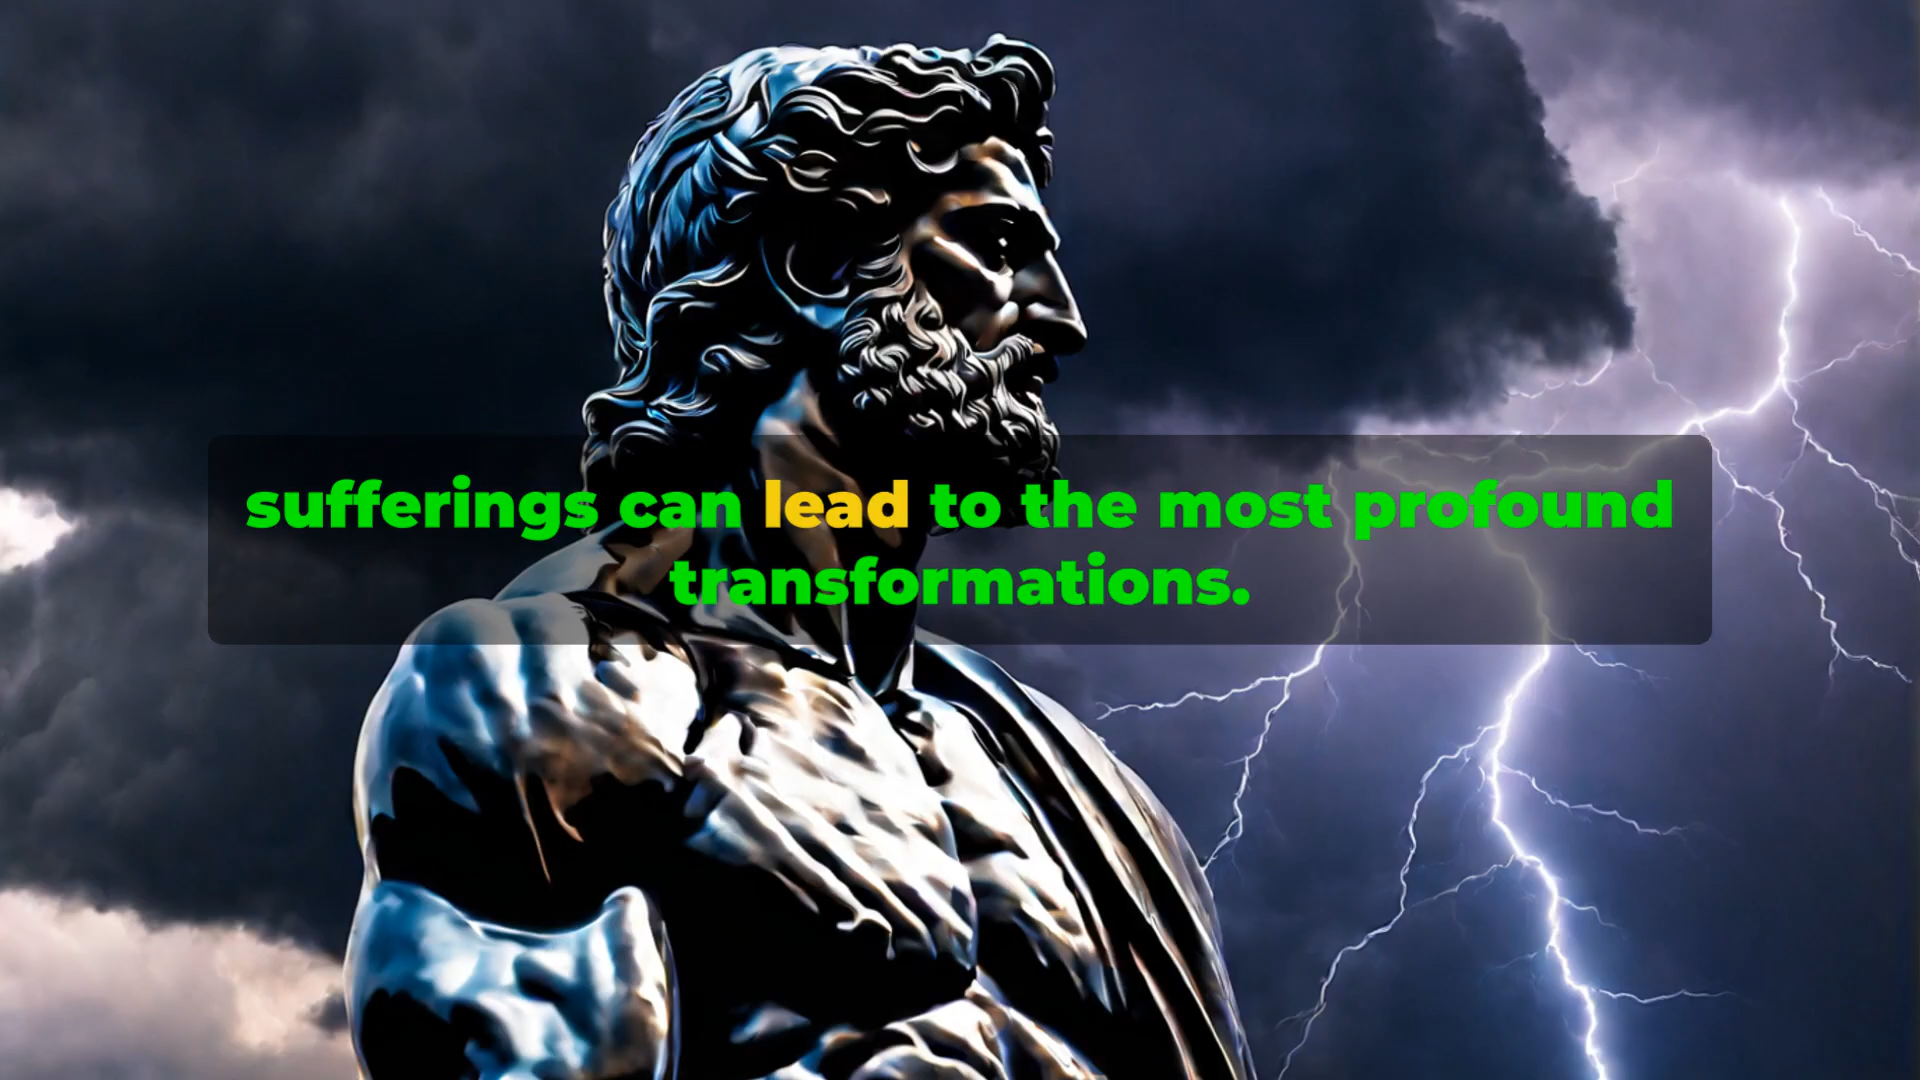 sufferings can lead to the most profound
transformations.